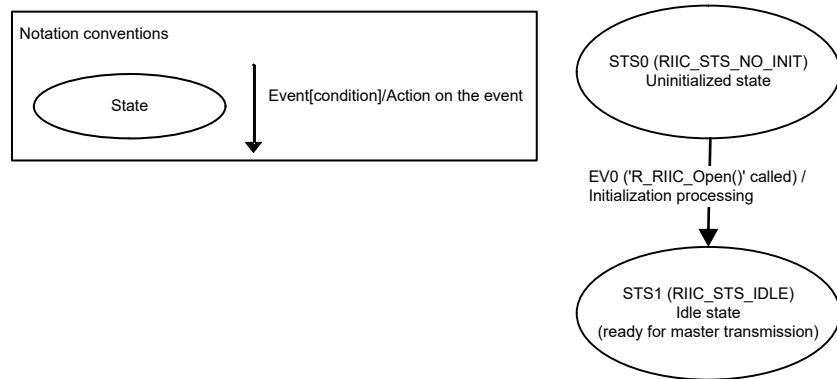 Notation conventions
State
Event[condition]/Action on the event
STS0 (RIIC_STS_NO_INIT)
Uninitialized state
EV0 ('R_RIIC_Open()' called) /
Initialization processing
STS1 (RIIC_STS_IDLE)
Idle state
(ready for master transmission)